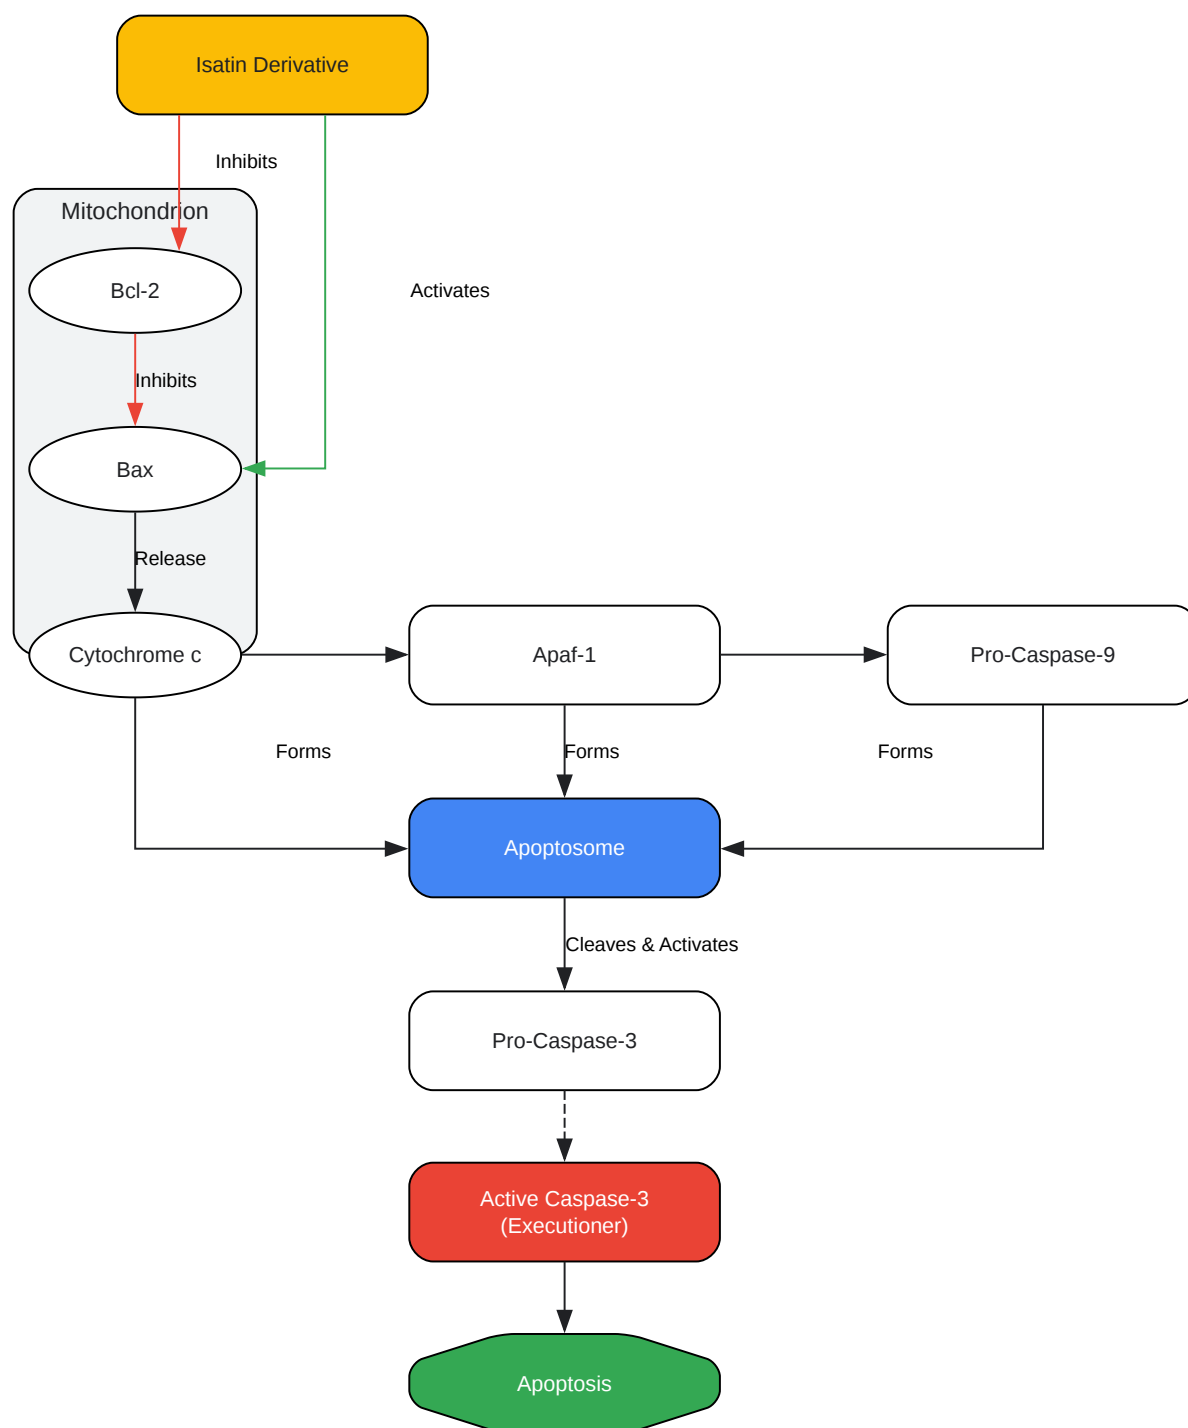 Isatin Derivative
Inhibits
Mitochondrion
Bcl-2
Activates
Inhibits
Bax
Release
Cytochrome c
Apaf-1
Pro-Caspase-9
Forms
Forms
Forms
Apoptosome
Cleaves & Activates
Pro-Caspase-3
Active Caspase-3
(Executioner)
Apoptosis